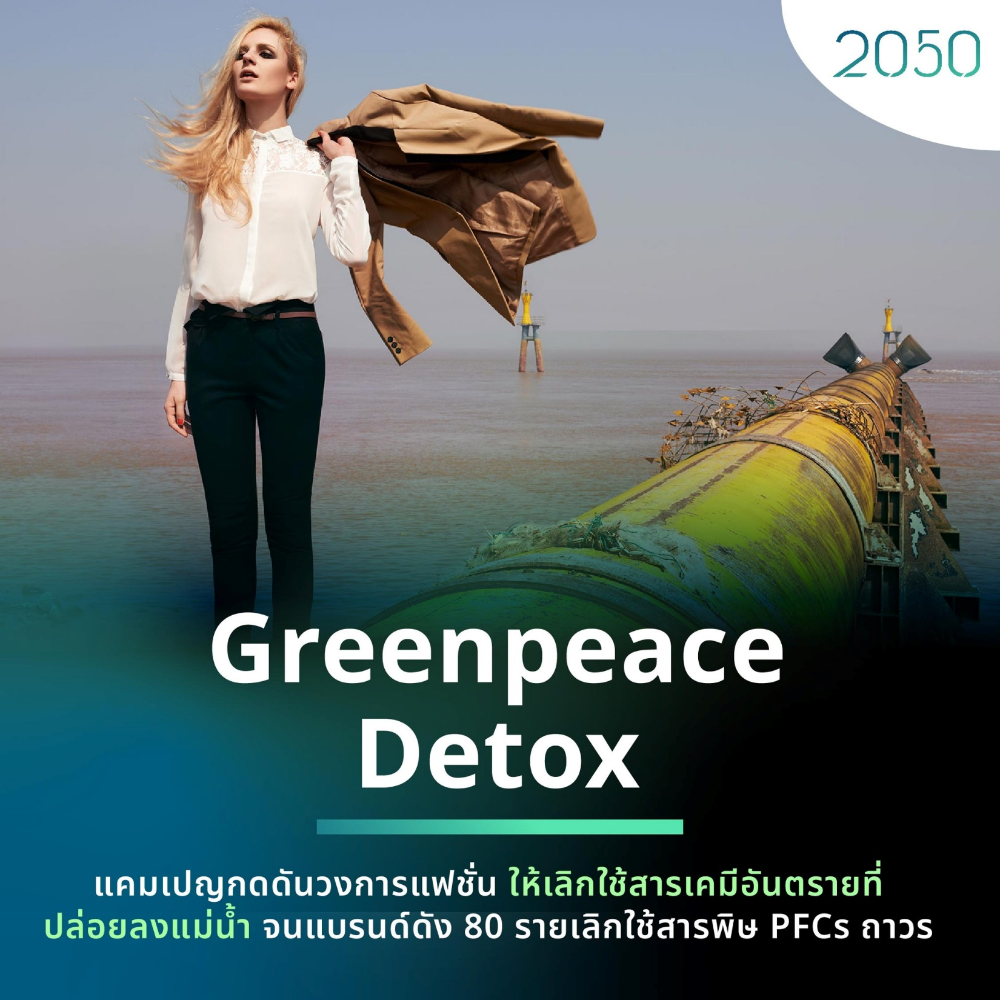 2050
Greenpeace
Detox
แคมเปญกดดันวงการแฟชั่น ให้เลิกใช้สารเคมีอันตรายที่
ปล่อยลงแม่น้ำ จนแบรนด์ดัง 80 รายเลิกใช้สารพิษ PFCs ถาวร